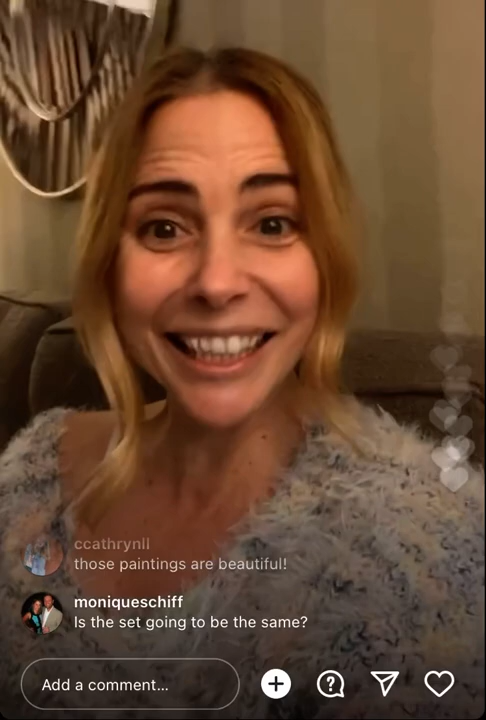 ccathrynll
those paintings are beautiful!
moniqueschiff
Is the set going to be the same?
Add a comment...